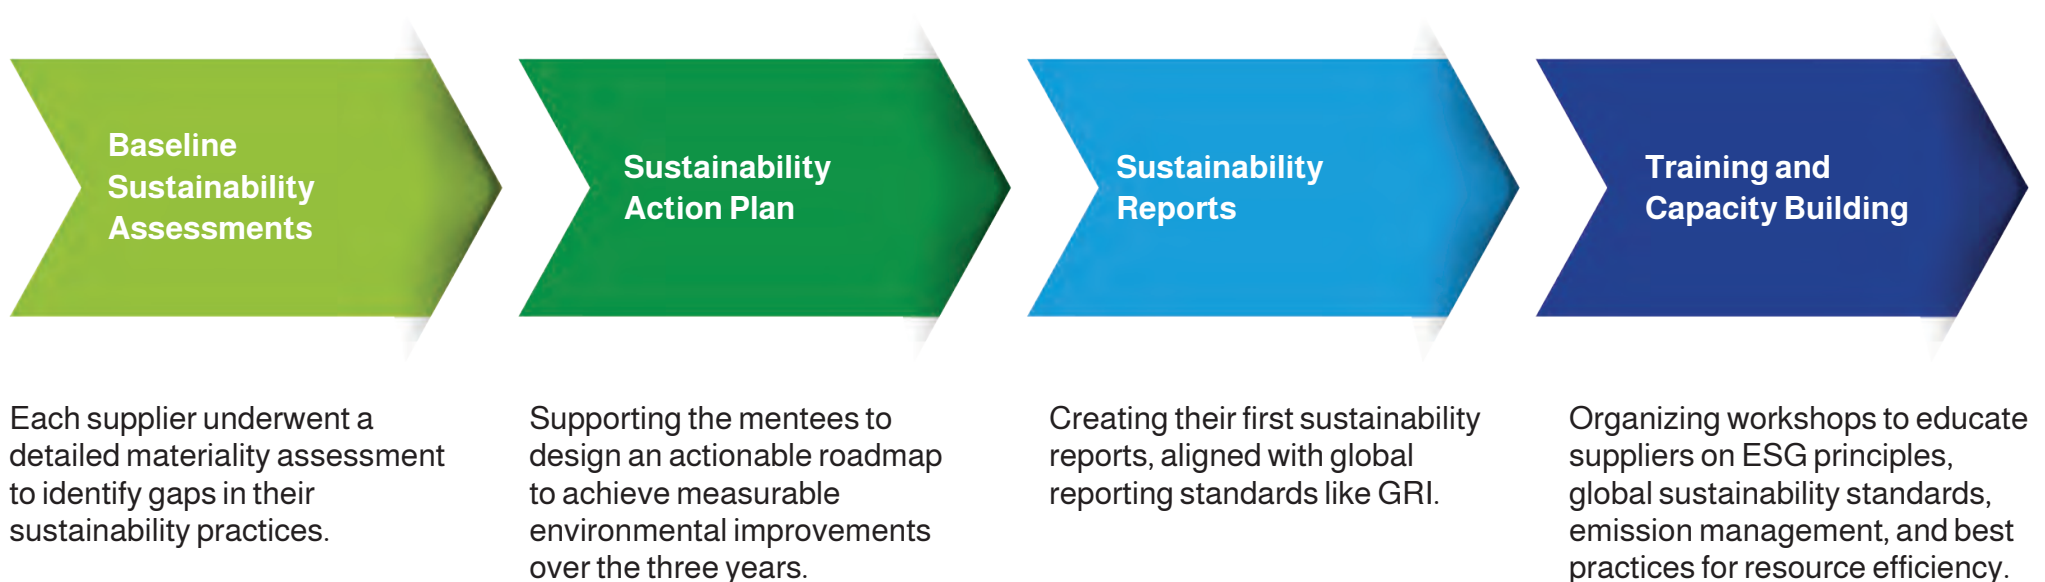 Baseline
Sustainability
Assessments
Each supplier underwent a
detailed materiality assessment
to identify gaps in their
sustainability practices.
Sustainability
Action Plan
Supporting the mentees to
design an actionable roadmap
to achieve measurable
environmental improvements
over the three years.
Sustainability
Reports
Creating their first sustainability
reports, aligned with global
reporting standards like GRI.
Training and
Capacity Building
Organizing workshops to educate
suppliers on ESG principles,
global sustainability standards,
emission management, and best
practices for resource efficiency.